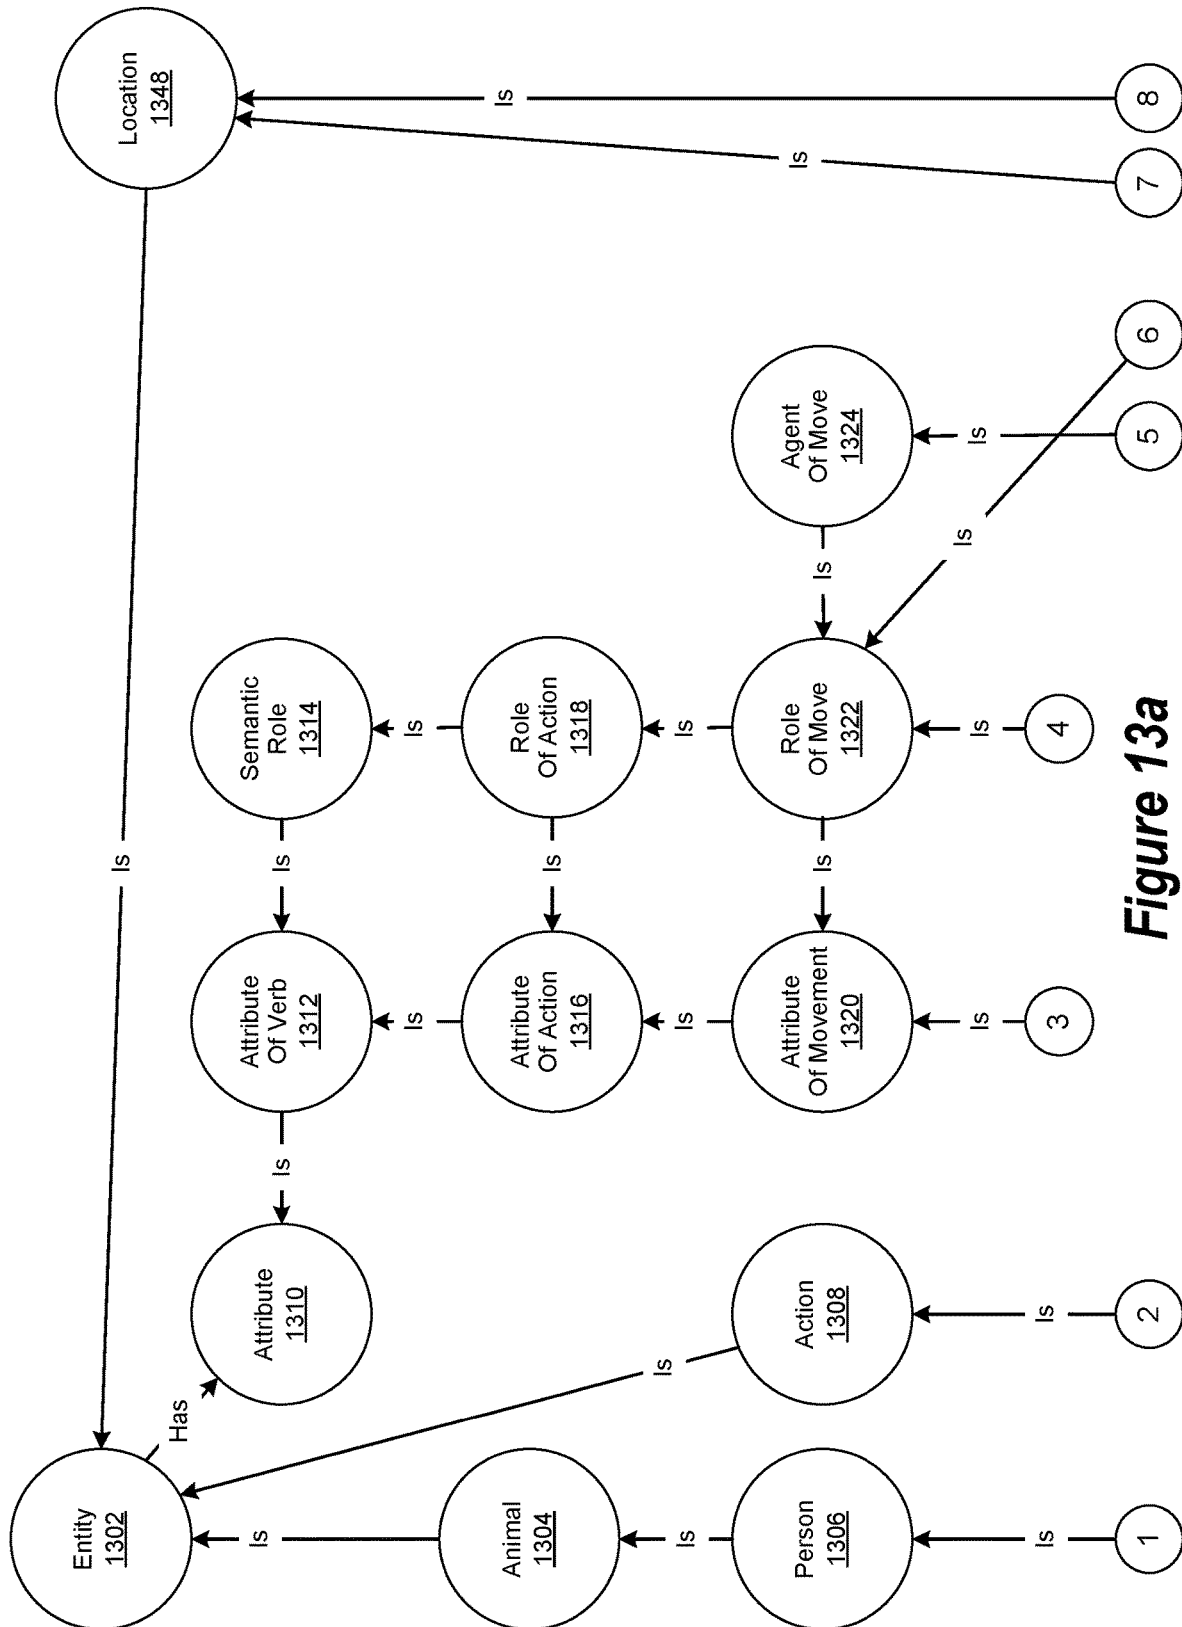 Entity
1302
Is
Animal
1304
Is
Person
1306
Is
1
Has
Is
Attribute
1310
Action
1308
Is
2
Is
Attribute
Of Verb
1312
Is
Attribute
Of Action
1316
Is
Attribute
Of Movement
1320
Is
3
Is
Is
Is
Is
Semantic
Role
1314
Is
Role
Of Action
1318
Is
Role
Of Move
1322
Is
4
Is
Is
Agent
Of Move
1324
Is
5
6
Location
1348
Is
Is
7
8
Figure 13a